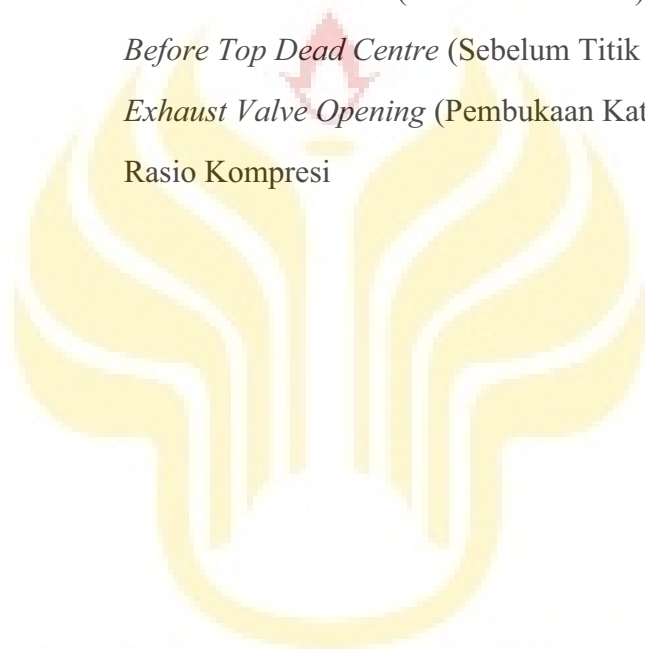 Before Top Dead Centre (Sebelum Titik
Exhaust Valve Opening (Pembukaan
Rasio Kompresi